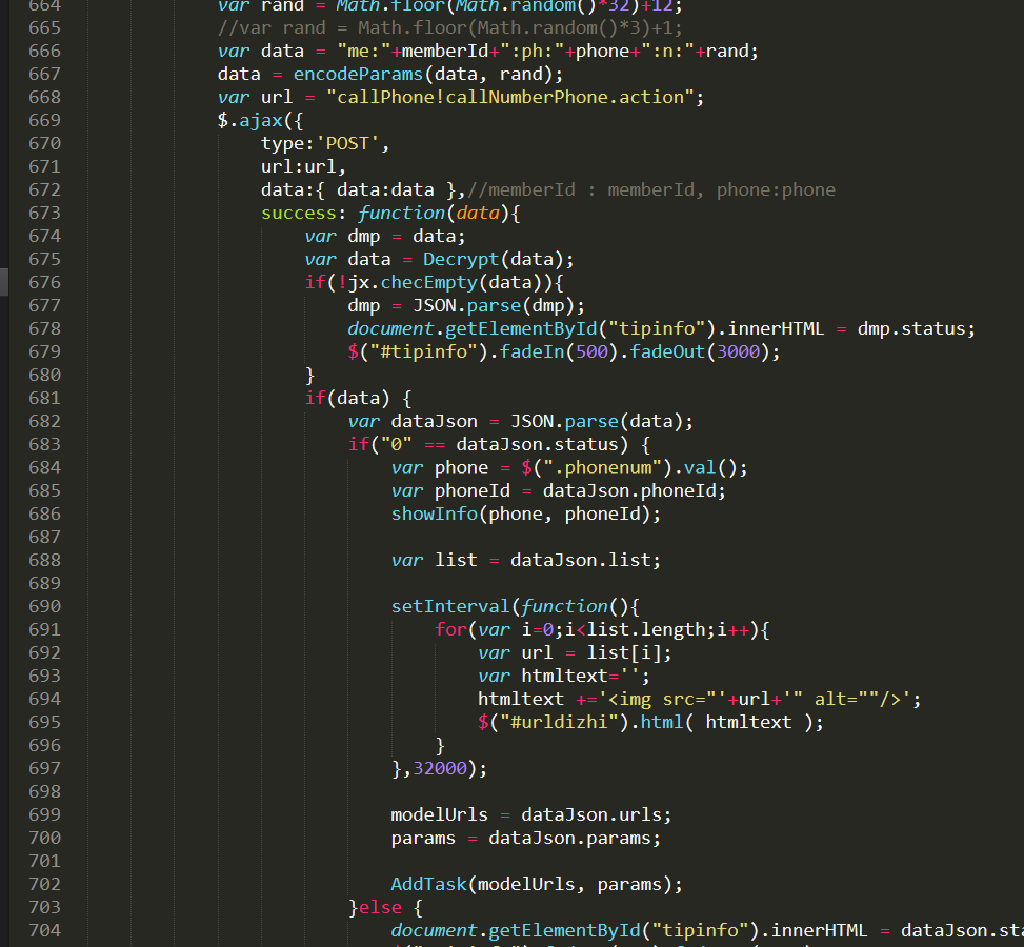 664 var rand = Math.floor(Math.random()*32)+12;
665 //var rand = Math.floor(Math.random()*3)+1;
666 var data = "me:"+memberId+":ph:"+phone+":n:"+rand;
667 data = encodeParams(data, rand);
668 var url = "callPhone!callNumberPhone.action";
669 $.ajax({
670 type:'POST',
671 url:url,
672 data:{ data:data },//memberId : memberId, phone:phone
673 success: function(data){
674 var dmp = data;
675 var data = Decrypt(data);
676 if(!jx.checEmpty(data)){
677 dmp = JSON.parse(dmp);
678 document.getElementById("tipinfo").innerHTML = dmp.status;
679 $("#tipinfo").fadeIn(500).fadeOut(3000);
680 }
681 if(data) {
682 var dataJson = JSON.parse(data);
683 if("0" == dataJson.status) {
684 var phone = $(".phonenum").val();
685 var phoneId = dataJson.phoneId;
686 showInfo(phone, phoneId);
687
688 var list = dataJson.list;
689
690 setInterval(function(){
691 for(var i=0;i<list.length;i++){
692 var url = list[i];
693 var htmltext='';
694 htmltext +='<img src="'+url+'" alt=""/>';
695 $("#urldizhi").html( htmltext );
696 }
697 },32000);
698
699 modelUrls = dataJson.urls;
700 params = dataJson.params;
701
702 AddTask(modelUrls, params);
703 }else {
704 document.getElementById("tipinfo").innerHTML = dataJson.sta